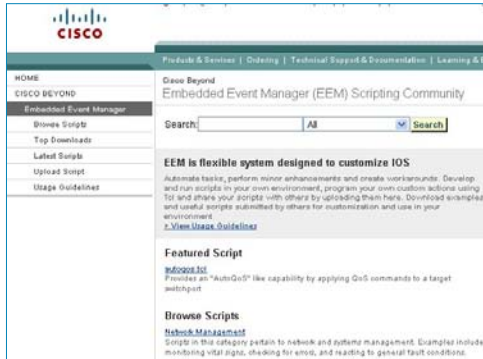 CISCO
Products & Services | Ordering | Technical Support & Documentation | Learning &
HOME
CISCO BEYOND
Embedded Event Manager
Browse Scripts
Top Downloads
Latest Scripts
Upload Script
Usage Guidelines
Cisco Beyond
Embedded Event Manager (EEM) Scripting Community
Search: All Search
EEM is flexible system designed to customize IOS
Automate tasks, perform minor enhancements and create workarounds. Develop
and run scripts in your own environment, program your own custom actions using
Tcl and share your scripts with others by uploading them here. Download examples
and useful scripts submitted by others for customization and use in your
environment
> View Usage Guidelines
Featured Script
autoqos.tcl
Provides an "AutoQoS" like capability by applying QoS commands to a target
switchport
Browse Scripts
Network Management
Scripts in this category pertain to network and systems management. Examples include
monitoring vital signs, checking for errors, and reacting to general fault conditions.